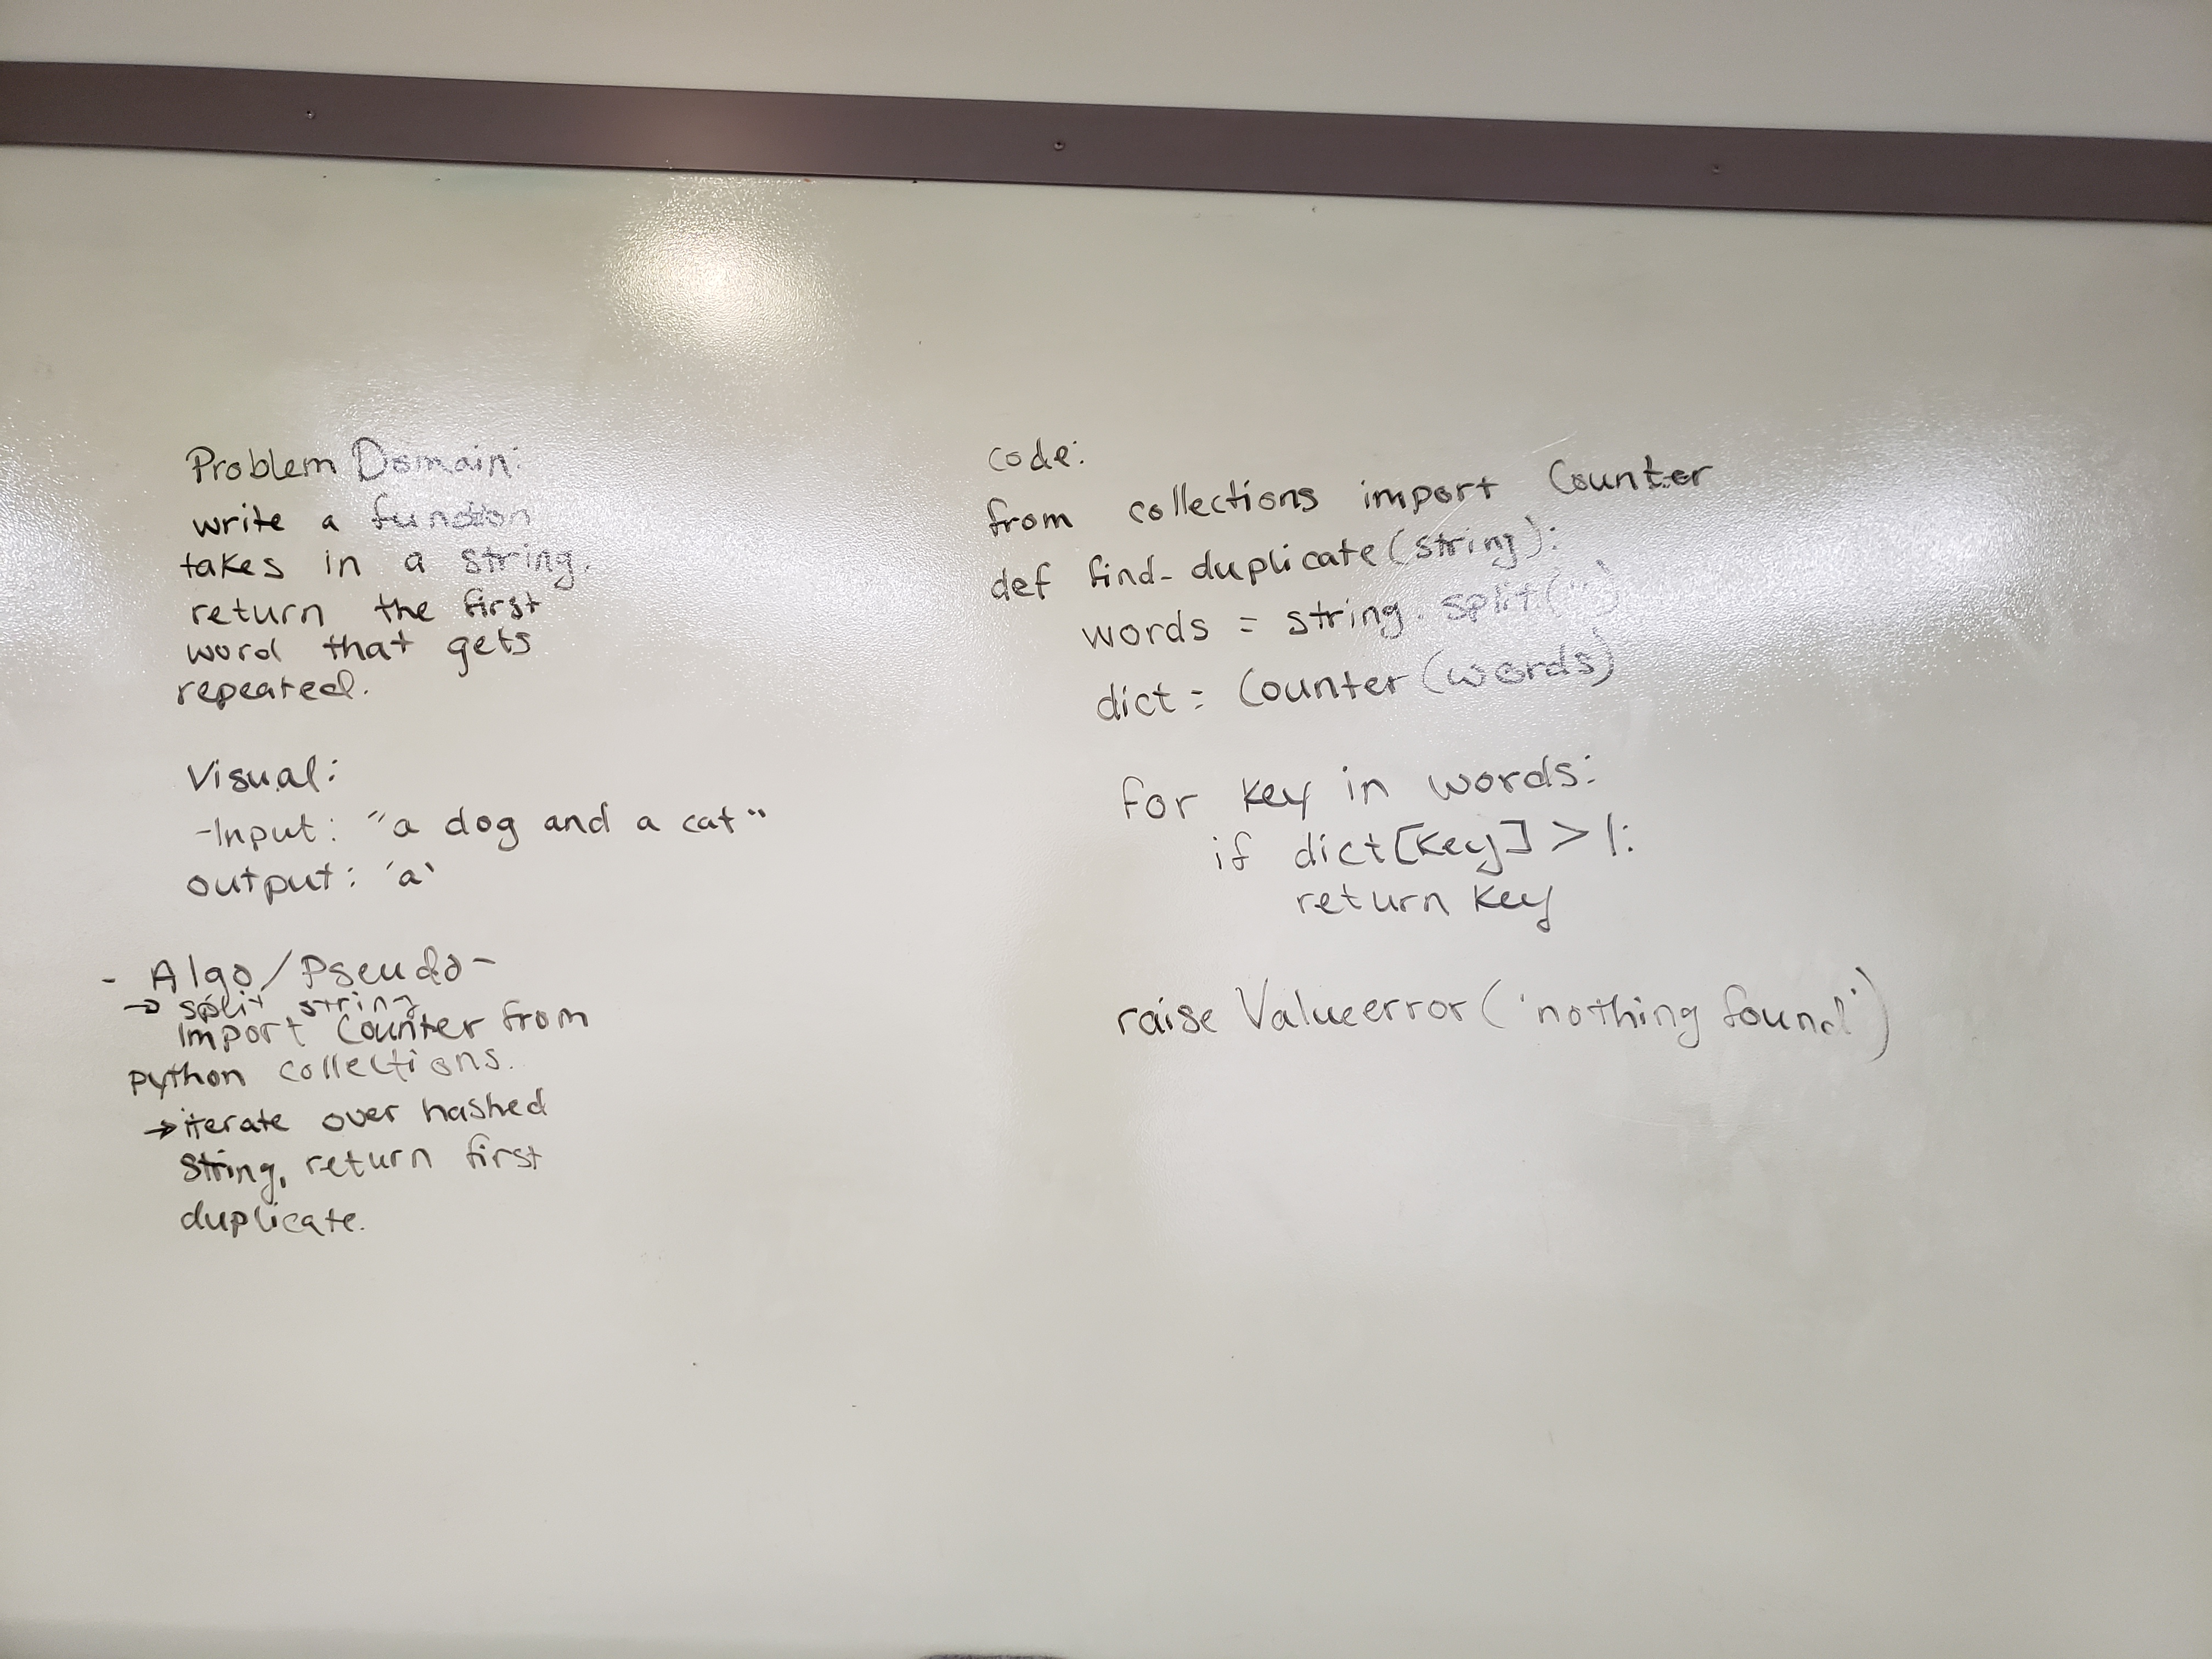 Problem Domain:
write a function
takes in a string.
return the first
word that gets
repeated.
Visual:
-Input: "a dog and a cat"
output: 'a'
- Algo/Pseudo-
→ split string
import Counter from
python collections.
→ iterate over hashed
string, return first
duplicate.
code:
from collections import Counter
def find_duplicate(string):
words = string.split(" ")
dict = Counter(words)
for key in words:
if dict[key] > 1:
return key
raise Valueerror('nothing found')